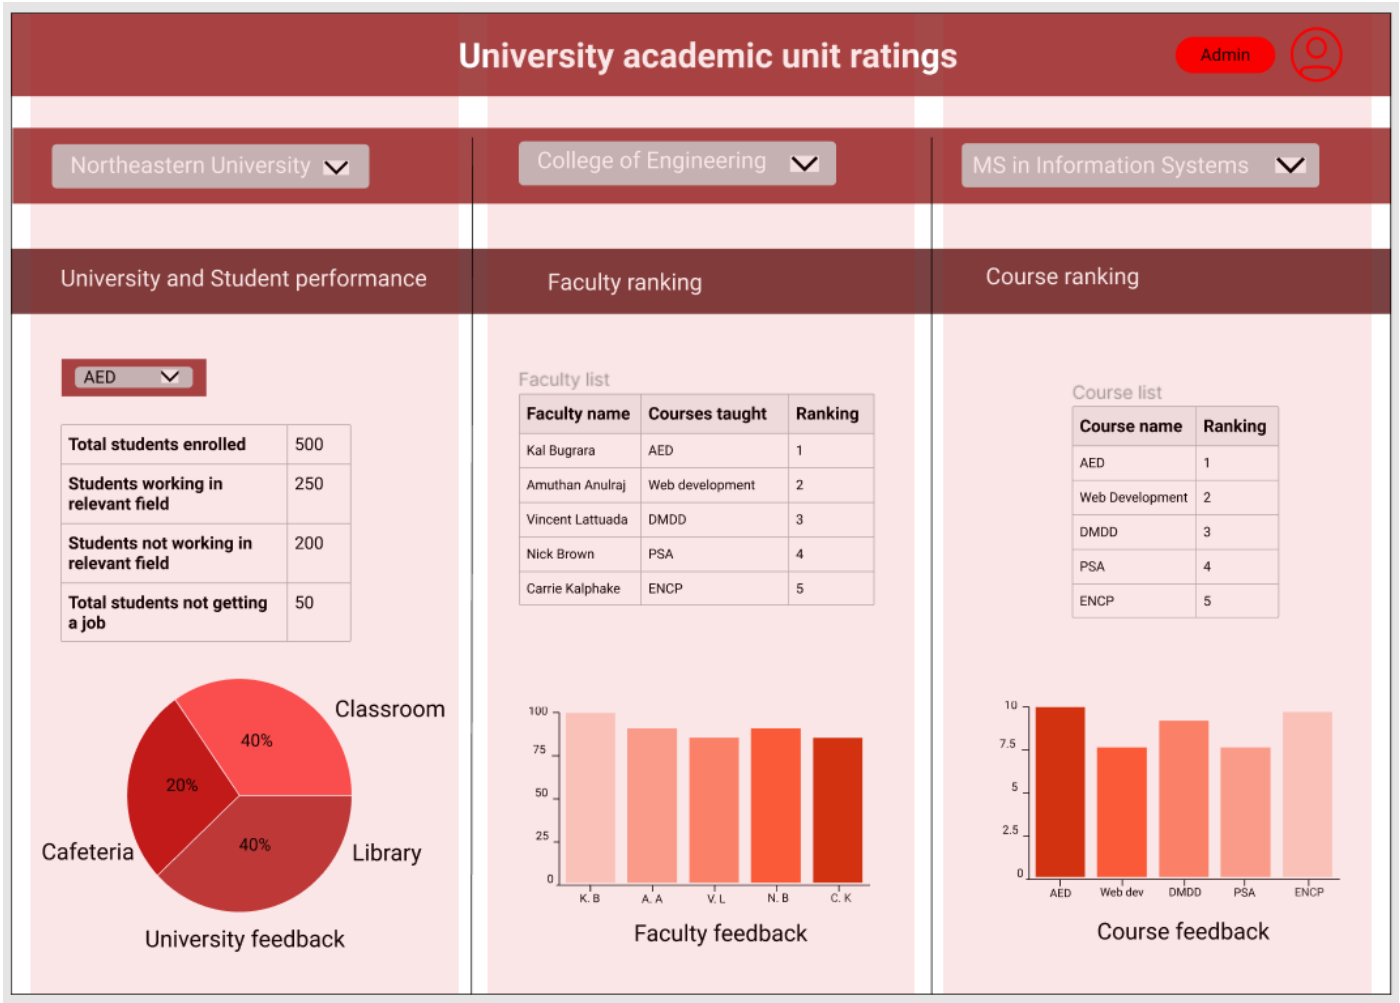 University academic unit ratings
Admin
Northeastern University
College of Engineering
MS in Information Systems
University and Student performance
Faculty ranking
Course ranking
AED
Total students enrolled 500
Students working in 250
relevant field
Students not working in 200
relevant field
Total students not getting 50
a job
Classroom
40%
20%
40%
Cafeteria
Library
University feedback
Faculty list
Faculty name Courses taught Ranking
Kal Bugrara AED 1
Amuthan Anulraj Web development 2
Vincent Lattuada DMDD 3
Nick Brown PSA 4
Carrie Kalphake ENCP 5
100
75
50
25
0
K. B A. A V. L N. B C. K
Faculty feedback
Course list
Course name Ranking
AED 1
Web Development 2
DMDD 3
PSA 4
ENCP 5
10
7.5
5
2.5
0
AED Web dev DMDD PSA ENCP
Course feedback